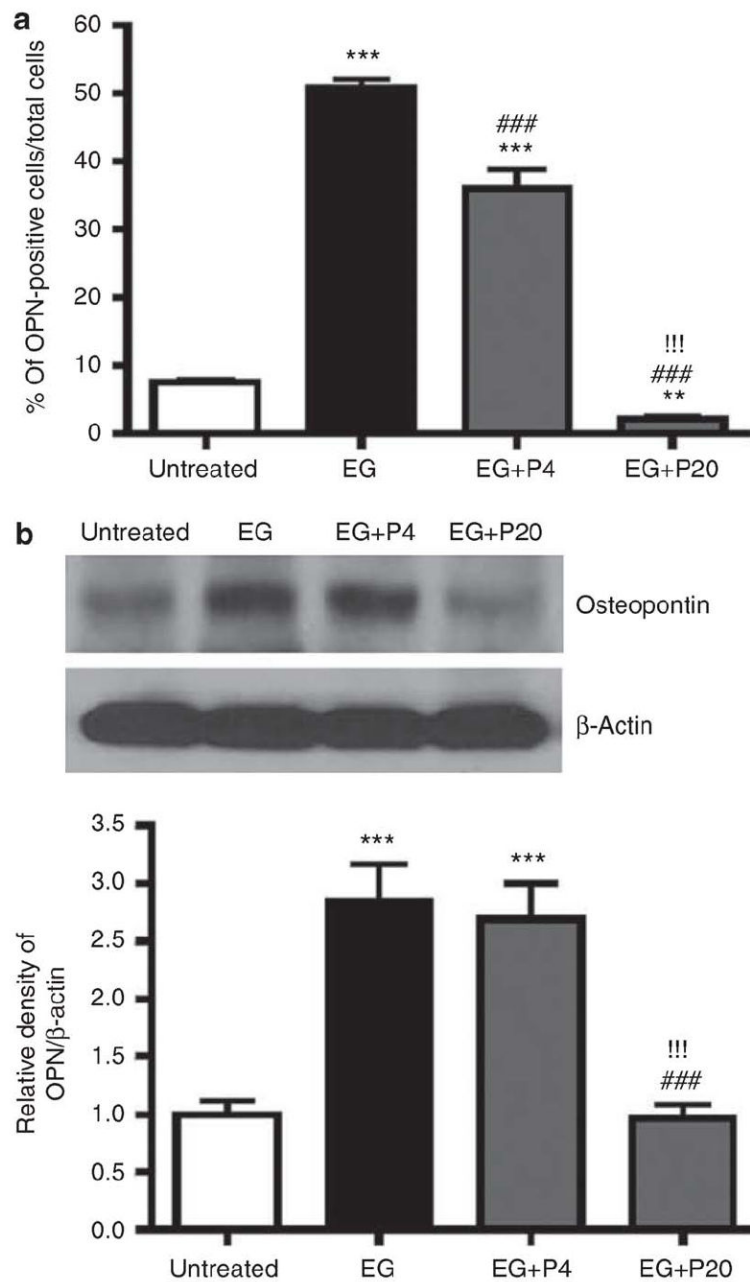 a
% Of OPN-positive cells/total cells
60
50
40
30
20
10
0
***
###
***
!!!
###
**
Untreated EG EG+P4 EG+P20
b
Untreated EG EG+P4 EG+P20
Osteopontin
β-Actin
Relative density of
OPN/β-actin
3.5
3.0
2.5
2.0
1.5
1.0
0.5
0.0
***
***
!!!
###
Untreated EG EG+P4 EG+P20